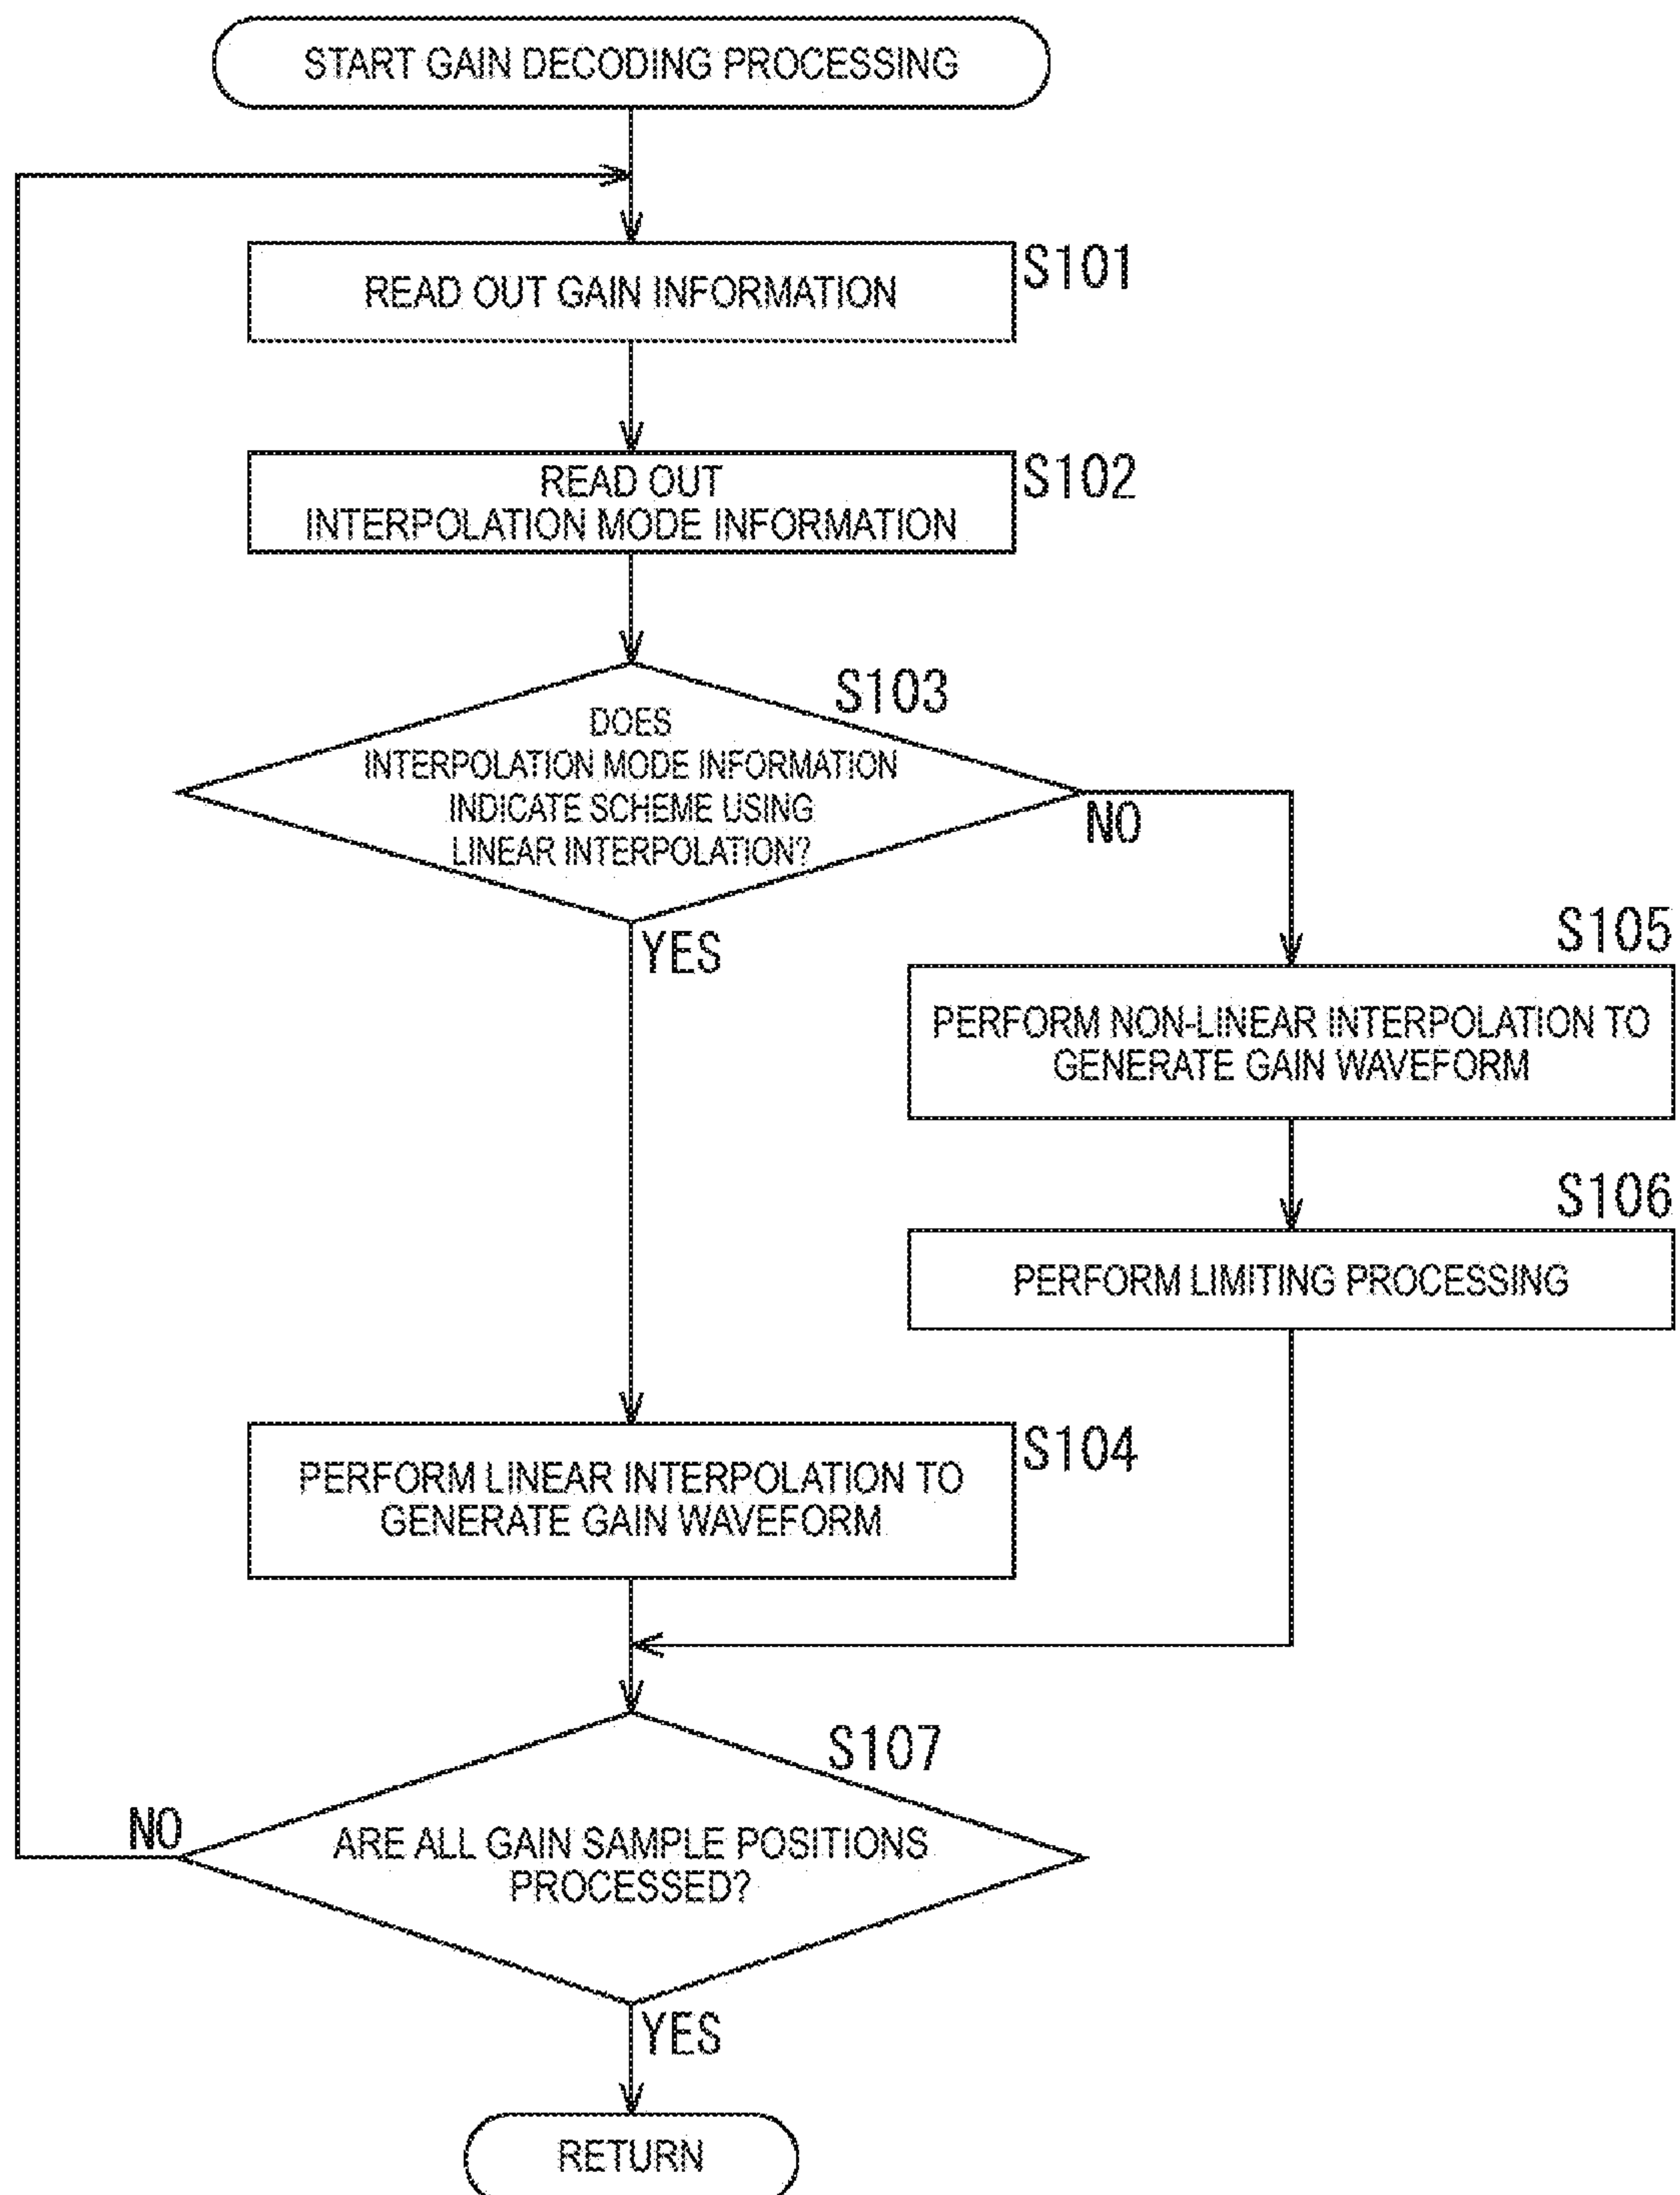 START GAIN DECODING PROCESSING
READ OUT GAIN INFORMATION
S101
READ OUT
INTERPOLATION MODE INFORMATION
S102
S103
DOES
INTERPOLATION MODE INFORMATION
INDICATE SCHEME USING
LINEAR INTERPOLATION?
NO
YES
S105
PERFORM NON-LINEAR INTERPOLATION TO
GENERATE GAIN WAVEFORM
S106
PERFORM LIMITING PROCESSING
S104
PERFORM LINEAR INTERPOLATION TO
GENERATE GAIN WAVEFORM
S107
NO
ARE ALL GAIN SAMPLE POSITIONS
PROCESSED?
YES
RETURN